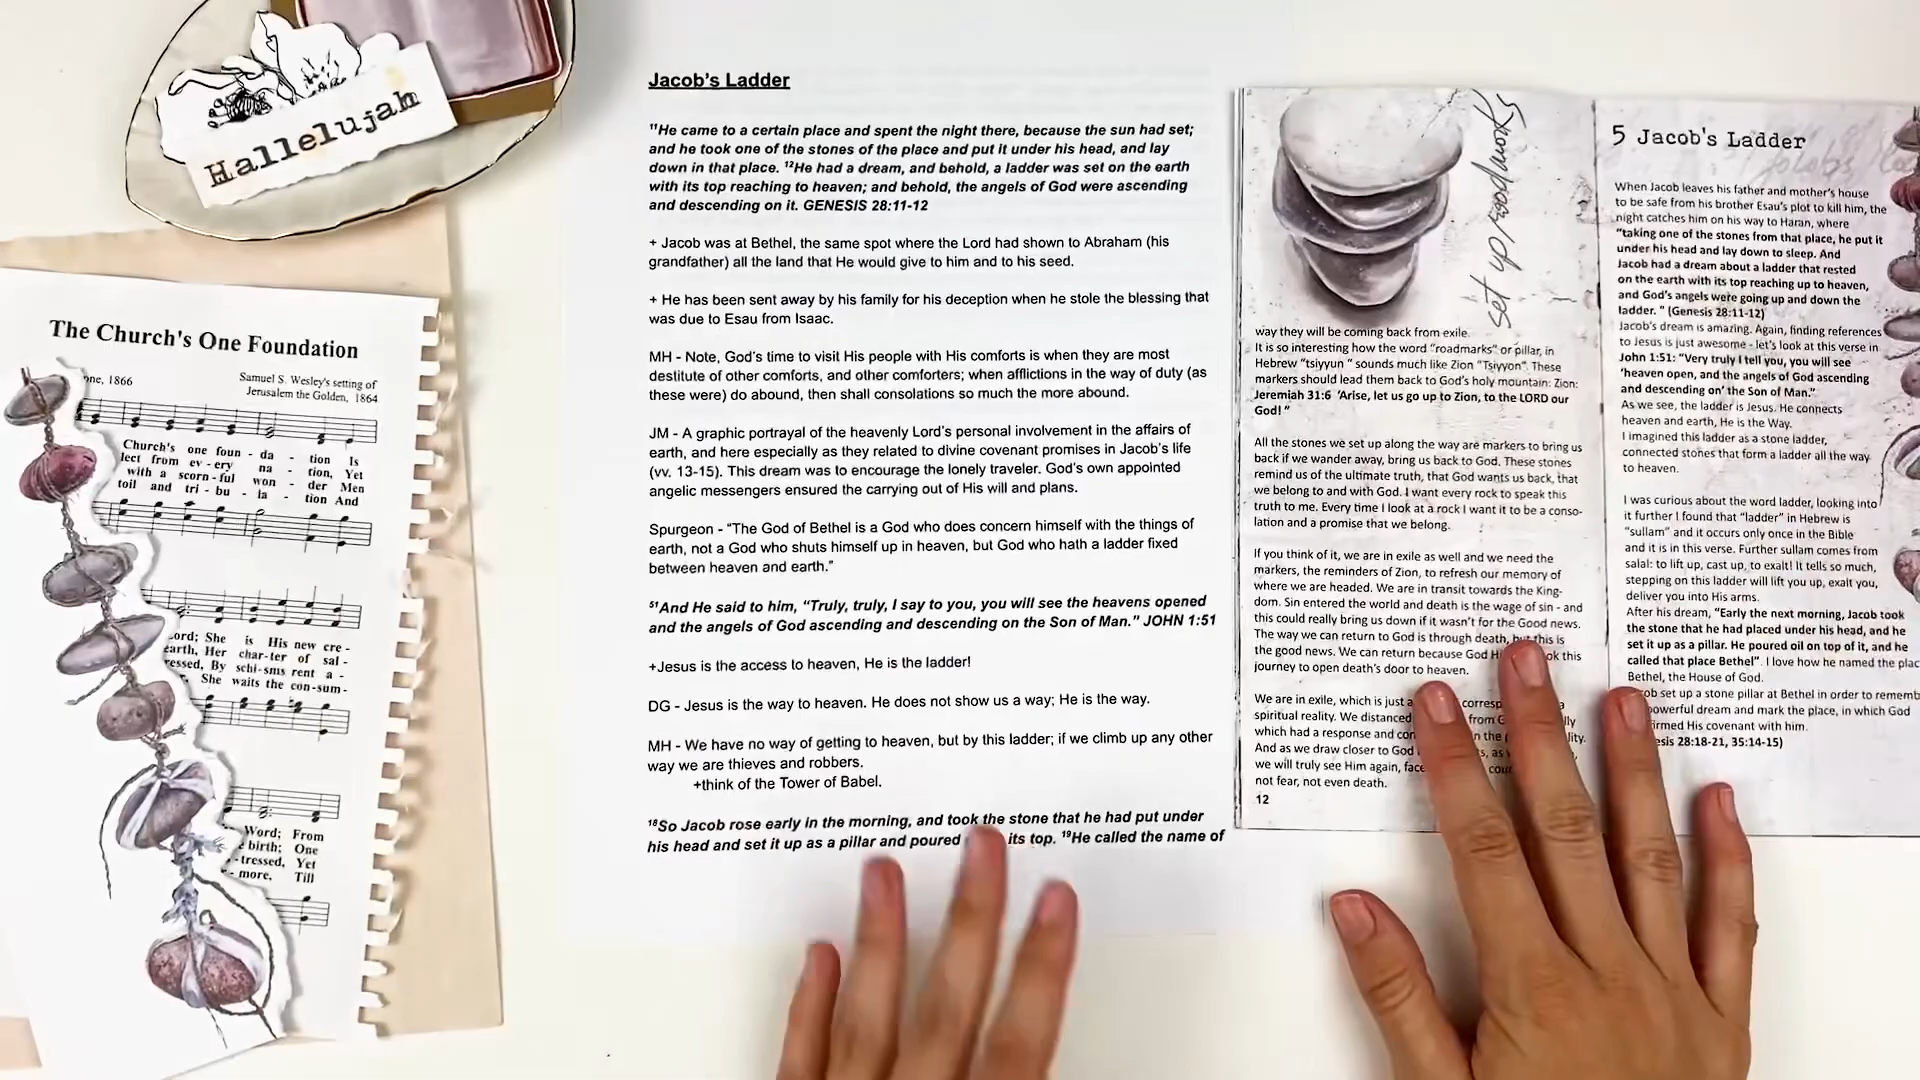 Hallelujah
The Church's One Foundation
one, 1866
Samuel S. Wesley's setting of
Jerusalem the Golden, 1864
Church's one foun - da - tion Is
lect from ev - ery na - tion, Yet
with a scorn - ful won - der Men
toil and tri - bu - la - tion And
Lord; She is His new cre -
earth, Her char - ter of sal -
ressed, By schi - sms rent a -
She waits the con - sum -
Word; From
birth; One
- tressed, Yet
more, Till
Jacob's Ladder
¹¹He came to a certain place and spent the night there, because the sun had set;
and he took one of the stones of the place and put it under his head, and lay
down in that place. ¹²He had a dream, and behold, a ladder was set on the earth
with its top reaching to heaven; and behold, the angels of God were ascending
and descending on it. GENESIS 28:11-12
+ Jacob was at Bethel, the same spot where the Lord had shown to Abraham (his
grandfather) all the land that He would give to him and to his seed.
+ He has been sent away by his family for his deception when he stole the blessing that
was due to Esau from Isaac.
MH - Note, God's time to visit His people with His comforts is when they are most
destitute of other comforts, and other comforters; when afflictions in the way of duty (as
these were) do abound, then shall consolations so much the more abound.
JM - A graphic portrayal of the heavenly Lord's personal involvement in the affairs of
earth, and here especially as they related to divine covenant promises in Jacob's life
(vv. 13-15). This dream was to encourage the lonely traveler. God's own appointed
angelic messengers ensured the carrying out of His will and plans.
Spurgeon - "The God of Bethel is a God who does concern himself with the things of
earth, not a God who shuts himself up in heaven, but God who hath a ladder fixed
between heaven and earth."
⁵¹And He said to him, "Truly, truly, I say to you, you will see the heavens opened
and the angels of God ascending and descending on the Son of Man." JOHN 1:51
+Jesus is the access to heaven, He is the ladder!
DG - Jesus is the way to heaven. He does not show us a way; He is the way.
MH - We have no way of getting to heaven, but by this ladder; if we climb up any other
way we are thieves and robbers.
+think of the Tower of Babel.
¹⁸So Jacob rose early in the morning, and took the stone that he had put under
his head and set it up as a pillar and poured its top. ¹⁹He called the name of
set up roadmarks
way they will be coming back from exile.
It is so interesting how the word "roadmarks" or pillar, in
Hebrew "tsiyyun " sounds much like Zion "Tsiyyon". These
markers should lead them back to God's holy mountain: Zion:
Jeremiah 31:6 'Arise, let us go up to Zion, to the LORD our
God!"
All the stones we set up along the way are markers to bring us
back if we wander away, bring us back to God. These stones
remind us of the ultimate truth, that God wants us back, that
we belong to and with God. I want every rock to speak this
truth to me. Every time I look at a rock I want it to be a conso-
lation and a promise that we belong.
If you think of it, we are in exile as well and we need the
markers, the reminders of Zion, to refresh our memory of
where we are headed. We are in transit towards the King-
dom. Sin entered the world and death is the wage of sin - and
this could really bring us down if it wasn't for the Good news.
The way we can return to God is through death, but this is
the good news. We can return because God ok this
journey to open death's door to heaven.
We are in exile, which is just a corresp a
spiritual reality. We distanced from G lly
which had a response and con n the lity.
And as we draw closer to God
we will truly see Him again, face
not fear, not even death.
12
5 Jacob's Ladder
When Jacob leaves his father and mother's house
to be safe from his brother Esau's plot to kill him, the
night catches him on his way to Haran, where
"taking one of the stones from that place, he put it
under his head and lay down to sleep. And
Jacob had a dream about a ladder that rested
on the earth with its top reaching up to heaven,
and God's angels were going up and down the
ladder. " (Genesis 28:11-12)
Jacob's dream is amazing. Again, finding references
to Jesus is just awesome - let's look at this verse in
John 1:51: "Very truly I tell you, you will see
'heaven open, and the angels of God ascending
and descending on' the Son of Man."
As we see, the ladder is Jesus. He connects
heaven and earth, He is the Way.
I imagined this ladder as a stone ladder,
connected stones that form a ladder all the way
to heaven.
I was curious about the word ladder, looking into
it further I found that "ladder" in Hebrew is
"sullam" and it occurs only once in the Bible
and it is in this verse. Further sullam comes from
salal: to lift up, cast up, to exalt! It tells so much,
stepping on this ladder will lift you up, exalt you,
deliver you into His arms.
After his dream, "Early the next morning, Jacob took
the stone that he had placed under his head, and he
set it up as a pillar. He poured oil on top of it, and he
called that place Bethel". I love how he named the plac
Bethel, the House of God.
ob set up a stone pillar at Bethel in order to rememb
powerful dream and mark the place, in which God
irmed His covenant with him.
esis 28:18-21, 35:14-15)